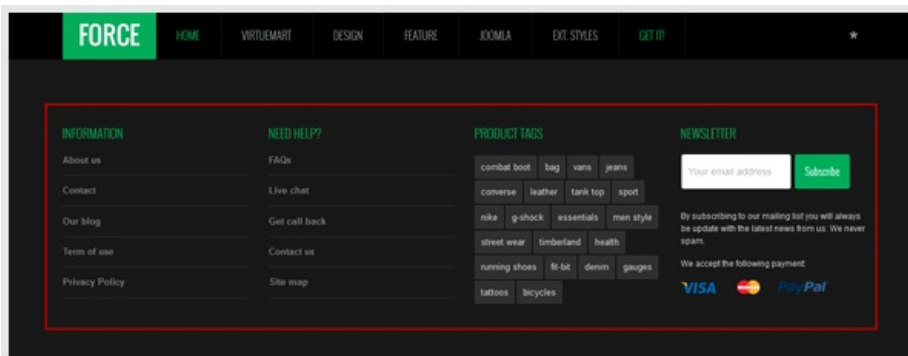 FORCE
HOME VIRTUEMART DESIGN FEATURE JOOMLA EXT. STYLES GET IT!
INFORMATION
About us
Contact
Our blog
Term of use
Privacy Policy
NEED HELP?
FAQs
Live chat
Get call back
Contact us
Site map
PRODUCT TAGS
combat boot bag vans jeans
converse leather tank top sport
nike g-shock essentials men style
street wear timberland health
running shoes fit-bit denim gauges
tattoos bicycles
NEWSLETTER
Your email address Subscribe
By subscribing to our mailing list you will always
be update with the latest news from us. We never
spam.
We accept the following payment:
VISA PayPal